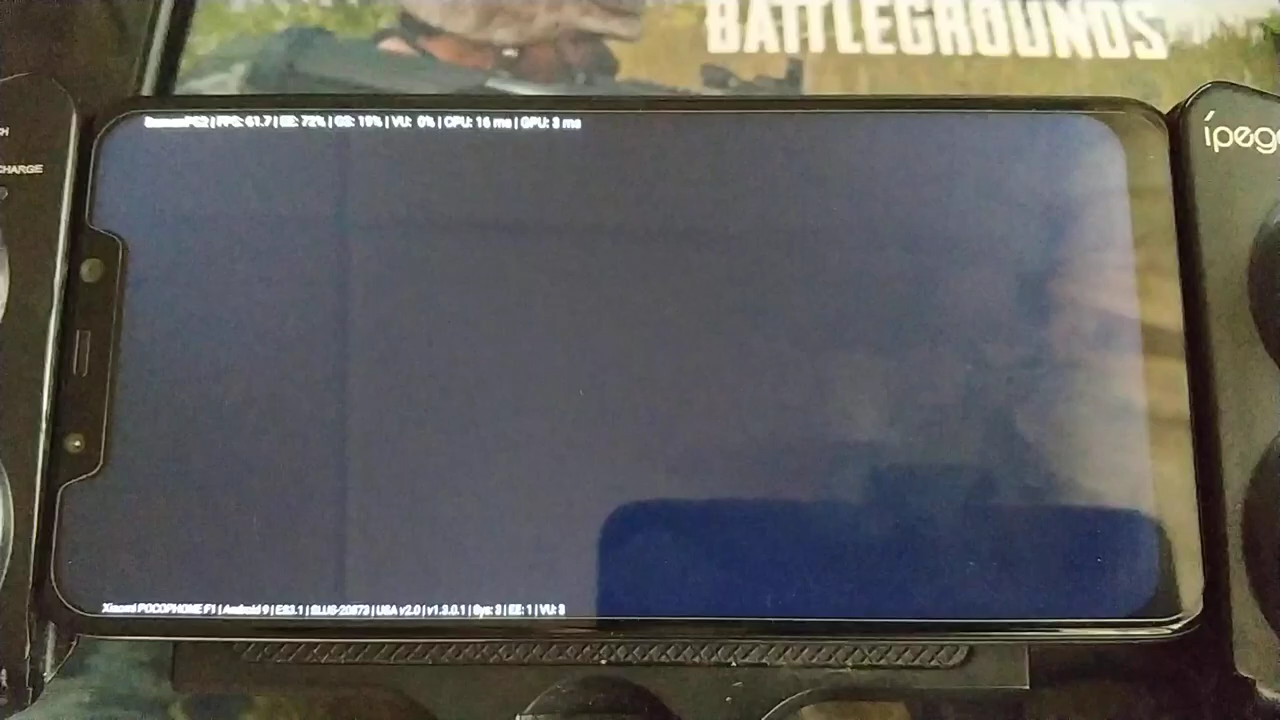 BATTLEGROUNDS
DamonPS2 | FPS: 61.7 | EE: 72% | GS: 19% | VU: 0% | CPU: 16 ms | GPU: 3 ms
CHARGE
ípeg
Xiaomi POCOPHONE F1 | Android 9 | ES3.1 | SLUS-20873 | USA v2.0 | v1.3.0.1 | Sys: 3 | EE: 1 | VU: 3